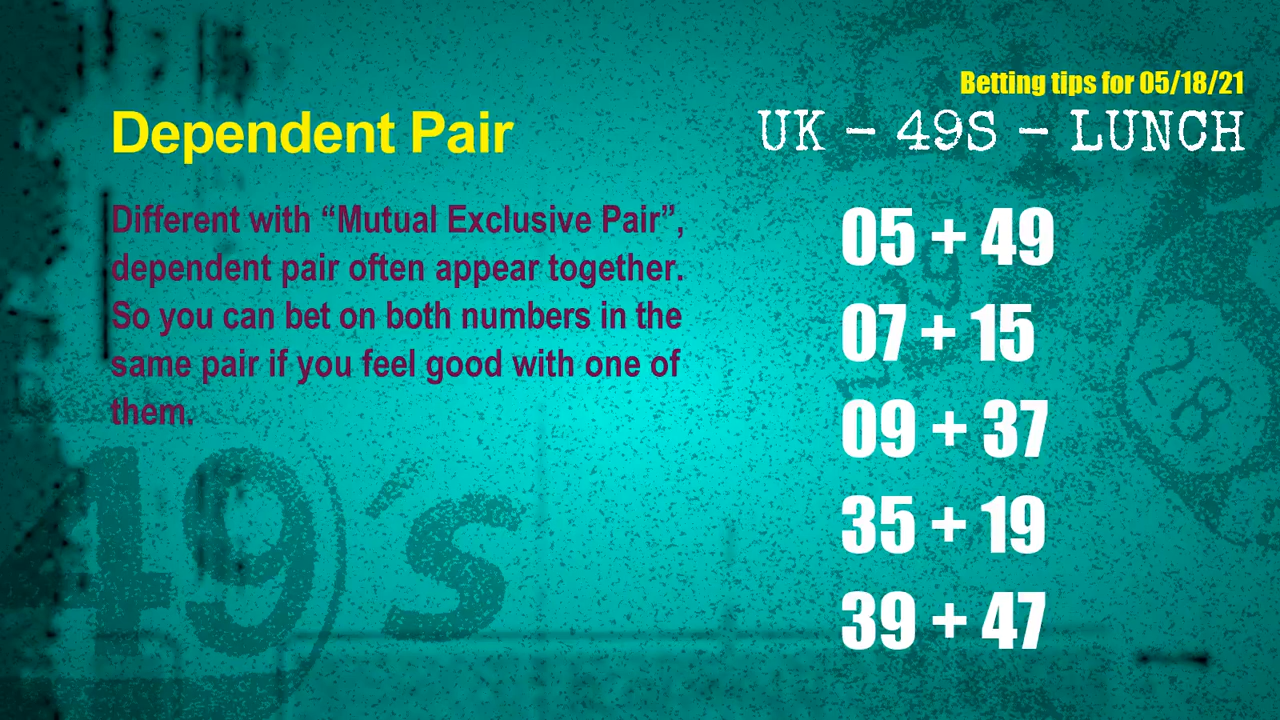 Betting tips for 05/18/21
UK - 49S - LUNCH
Dependent Pair
Different with “Mutual Exclusive Pair”,
dependent pair often appear together.
So you can bet on both numbers in the
same pair if you feel good with one of
them.
05 + 49
07 + 15
09 + 37
35 + 19
39 + 47
49's
28